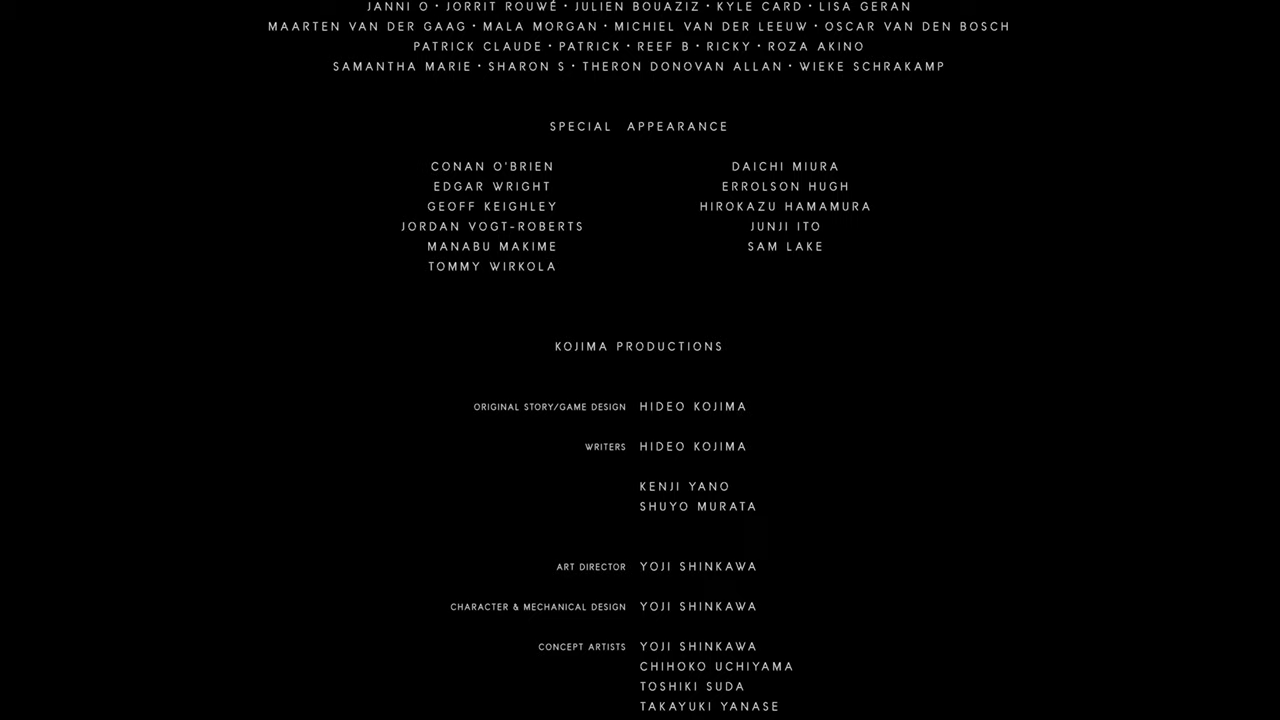 JANNI O • JORRIT ROUWÉ • JULIEN BOUAZIZ • KYLE CARD • LISA GERAN
MAARTEN VAN DER GAAG • MALA MORGAN • MICHIEL VAN DER LEEUW • OSCAR VAN DEN BOSCH
PATRICK CLAUDE • PATRICK • REEF B • RICKY • ROZA AKINO
SAMANTHA MARIE • SHARON S • THERON DONOVAN ALLAN • WIEKE SCHRAKAMP
SPECIAL APPEARANCE
CONAN O'BRIEN
EDGAR WRIGHT
GEOFF KEIGHLEY
JORDAN VOGT-ROBERTS
MANABU MAKIME
TOMMY WIRKOLA
DAICHI MIURA
ERROLSON HUGH
HIROKAZU HAMAMURA
JUNJI ITO
SAM LAKE
KOJIMA PRODUCTIONS
ORIGINAL STORY/GAME DESIGN HIDEO KOJIMA
WRITERS HIDEO KOJIMA
KENJI YANO
SHUYO MURATA
ART DIRECTOR YOJI SHINKAWA
CHARACTER & MECHANICAL DESIGN YOJI SHINKAWA
CONCEPT ARTISTS YOJI SHINKAWA
CHIHOKO UCHIYAMA
TOSHIKI SUDA
TAKAYUKI YANASE